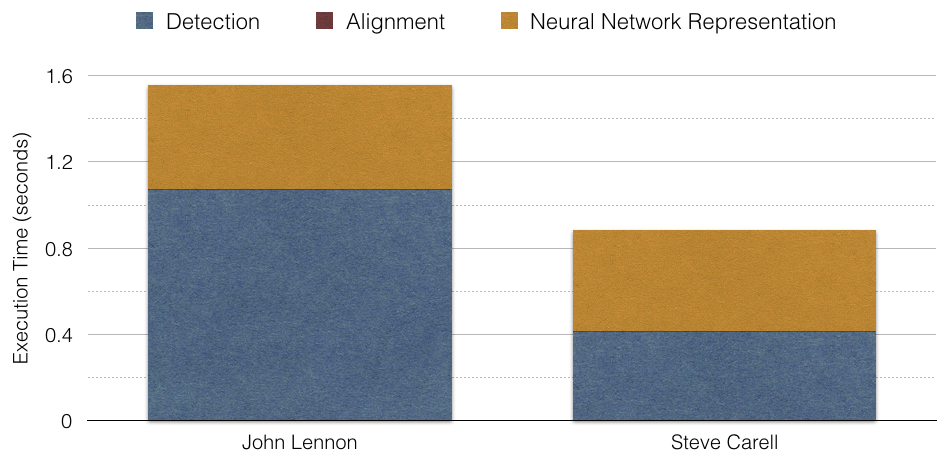 Detection Alignment Neural Network Representation
Execution Time (seconds)
1.6
1.2
0.8
0.4
0
John Lennon Steve Carell